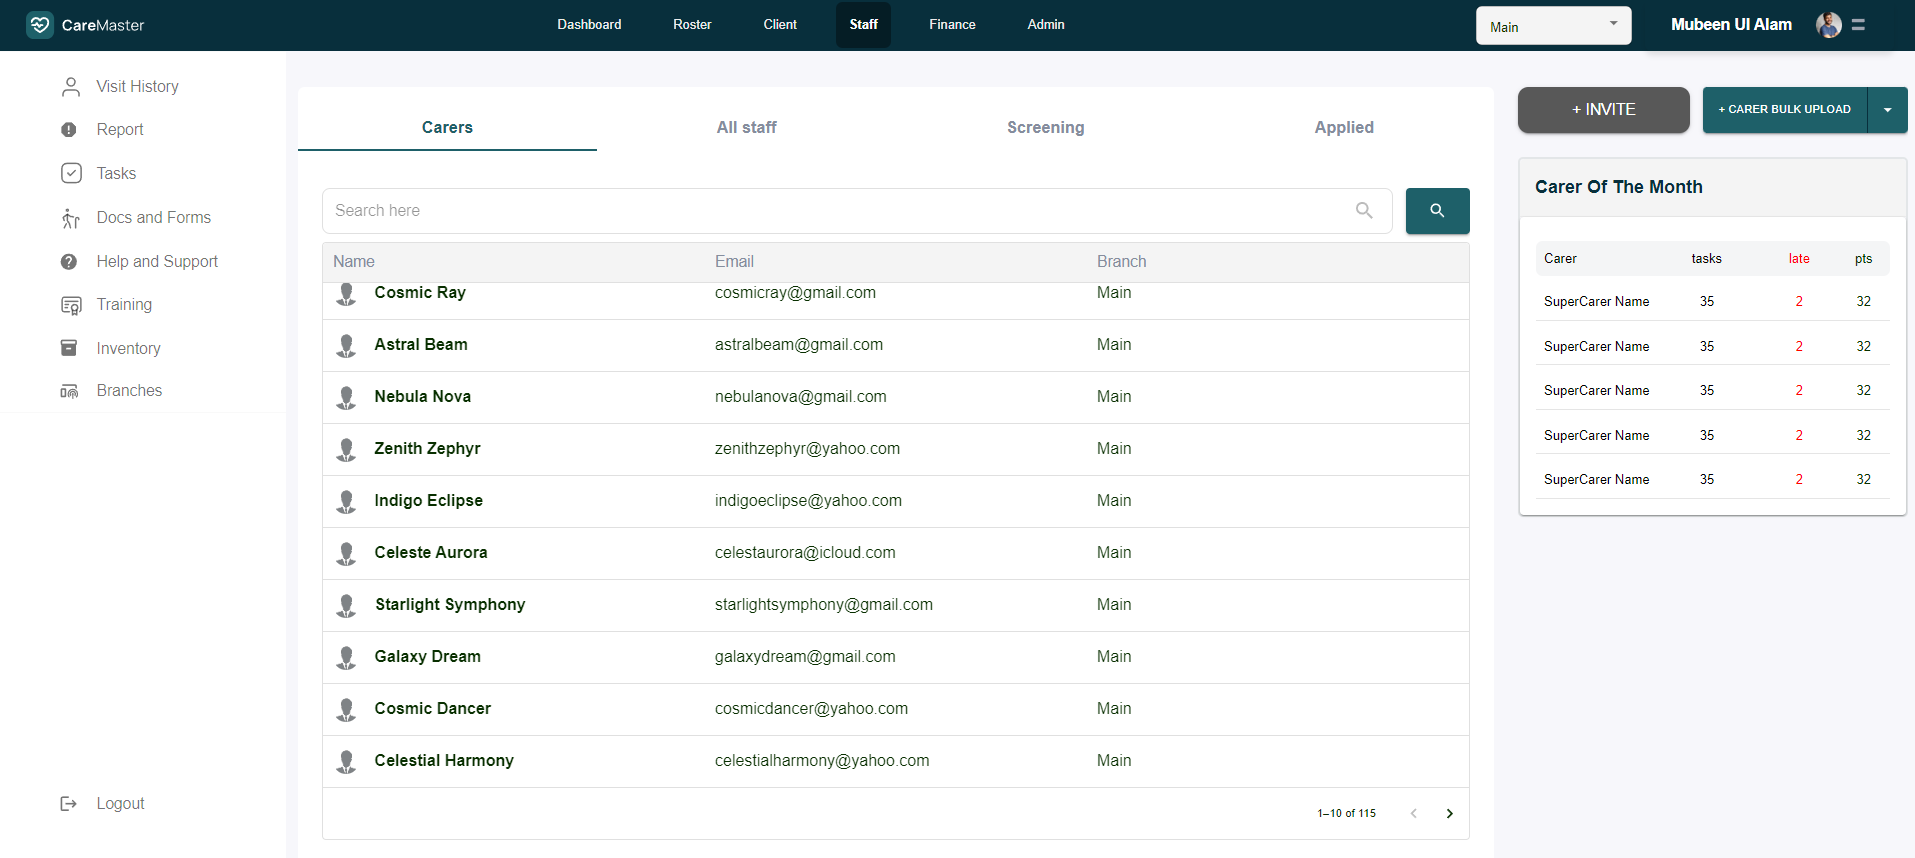 CareMaster
Dashboard Roster Client Staff Finance Admin
Main
Mubeen Ul Alam
Visit History
Report
Tasks
Docs and Forms
Help and Support
Training
Inventory
Branches
Logout
Carers All staff Screening Applied
Search here
Name Email Branch
Cosmic Ray cosmicray@gmail.com Main
Astral Beam astralbeam@gmail.com Main
Nebula Nova nebulanova@gmail.com Main
Zenith Zephyr zenithzephyr@yahoo.com Main
Indigo Eclipse indigoeclipse@yahoo.com Main
Celeste Aurora celestaurora@icloud.com Main
Starlight Symphony starlightsymphony@gmail.com Main
Galaxy Dream galaxydream@gmail.com Main
Cosmic Dancer cosmicdancer@yahoo.com Main
Celestial Harmony celestialharmony@yahoo.com Main
1–10 of 115
+ INVITE
+ CARER BULK UPLOAD
Carer Of The Month
Carer tasks late pts
SuperCarer Name 35 2 32
SuperCarer Name 35 2 32
SuperCarer Name 35 2 32
SuperCarer Name 35 2 32
SuperCarer Name 35 2 32